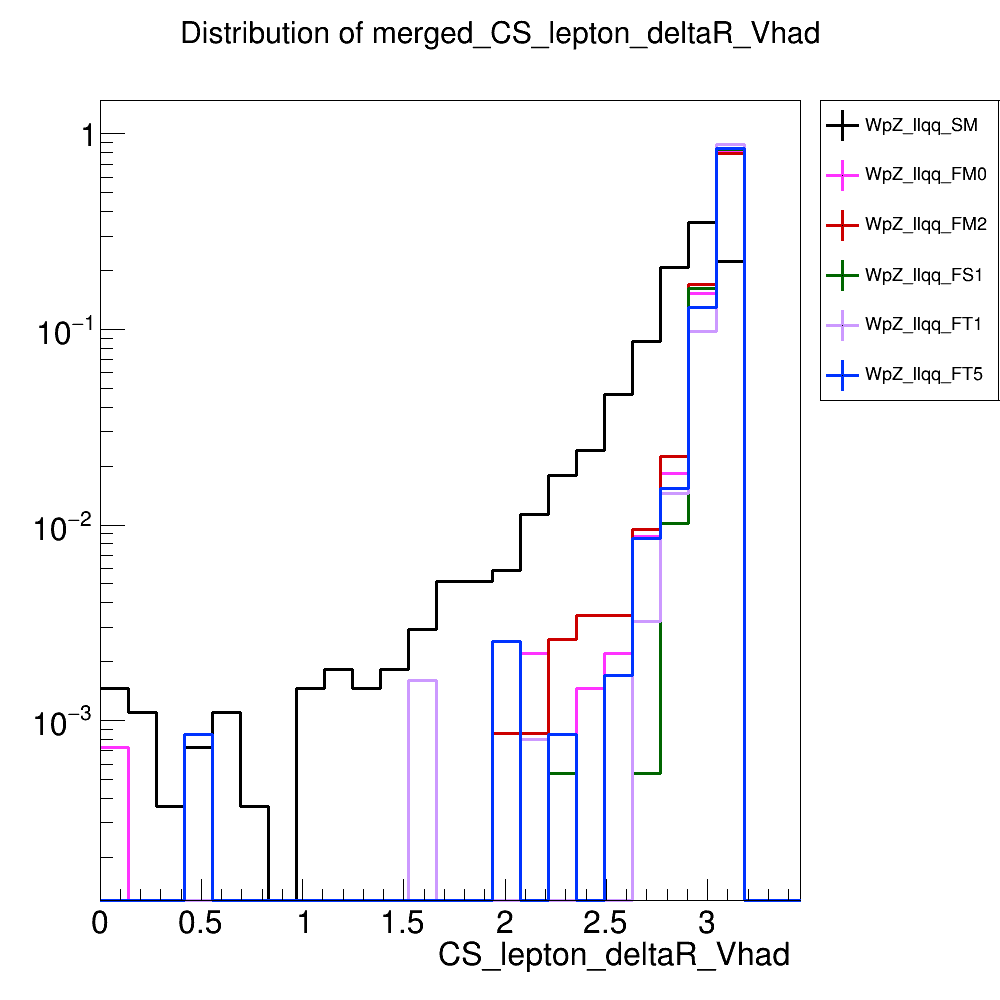 Distribution of merged_CS_lepton_deltaR_Vhad
WpZ_llqq_SM
WpZ_llqq_FM0
WpZ_llqq_FM2
WpZ_llqq_FS1
WpZ_llqq_FT1
WpZ_llqq_FT5
1
10⁻¹
10⁻²
10⁻³
0 0.5 1 1.5 2 2.5 3
CS_lepton_deltaR_Vhad